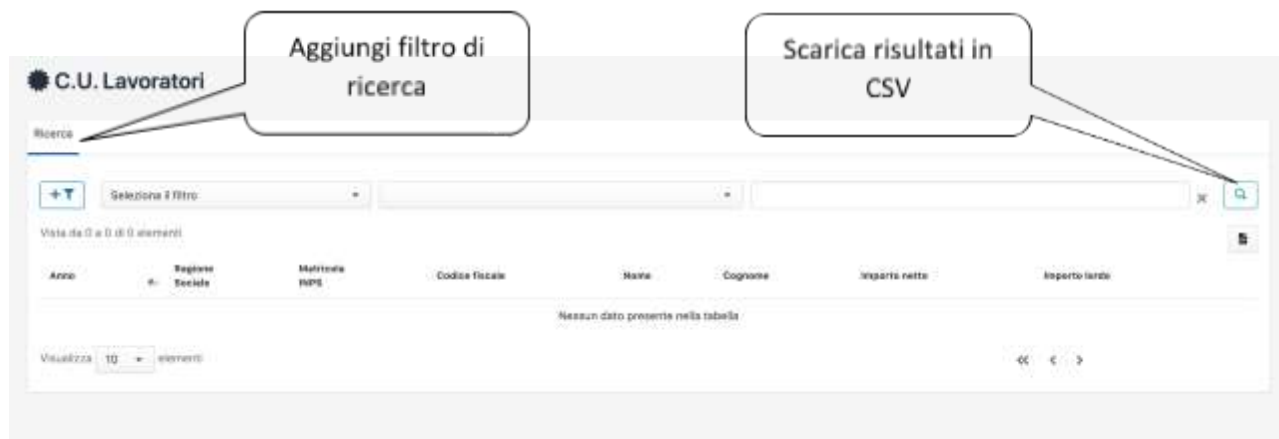 Aggiungi filtro di
ricerca
Scarica risultati in
CSV
C.U. Lavoratori
Ricerca
Seleziona il filtro
Vista da 0 a 0 di 0 elementi
Anno Ragione Sociale Matricola INPS Codice fiscale Nome Cognome Importo netto Importo lordo
Nessun dato presente nella tabella
Visualizza 10 elementi